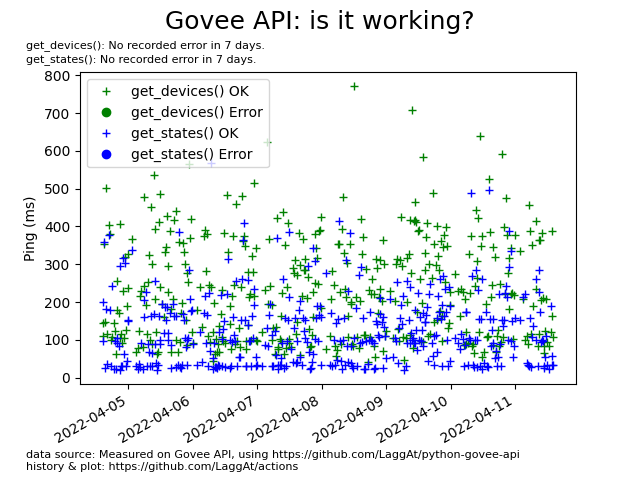 Govee API: is it working?
get_devices(): No recorded error in 7 days.
get_states(): No recorded error in 7 days.
get_devices() OK
get_devices() Error
get_states() OK
get_states() Error
Ping (ms)
800
700
600
500
400
300
200
100
0
2022-04-05
2022-04-06
2022-04-07
2022-04-08
2022-04-09
2022-04-10
2022-04-11
data source: Measured on Govee API, using https://github.com/LaggAt/python-govee-api
history & plot: https://github.com/LaggAt/actions